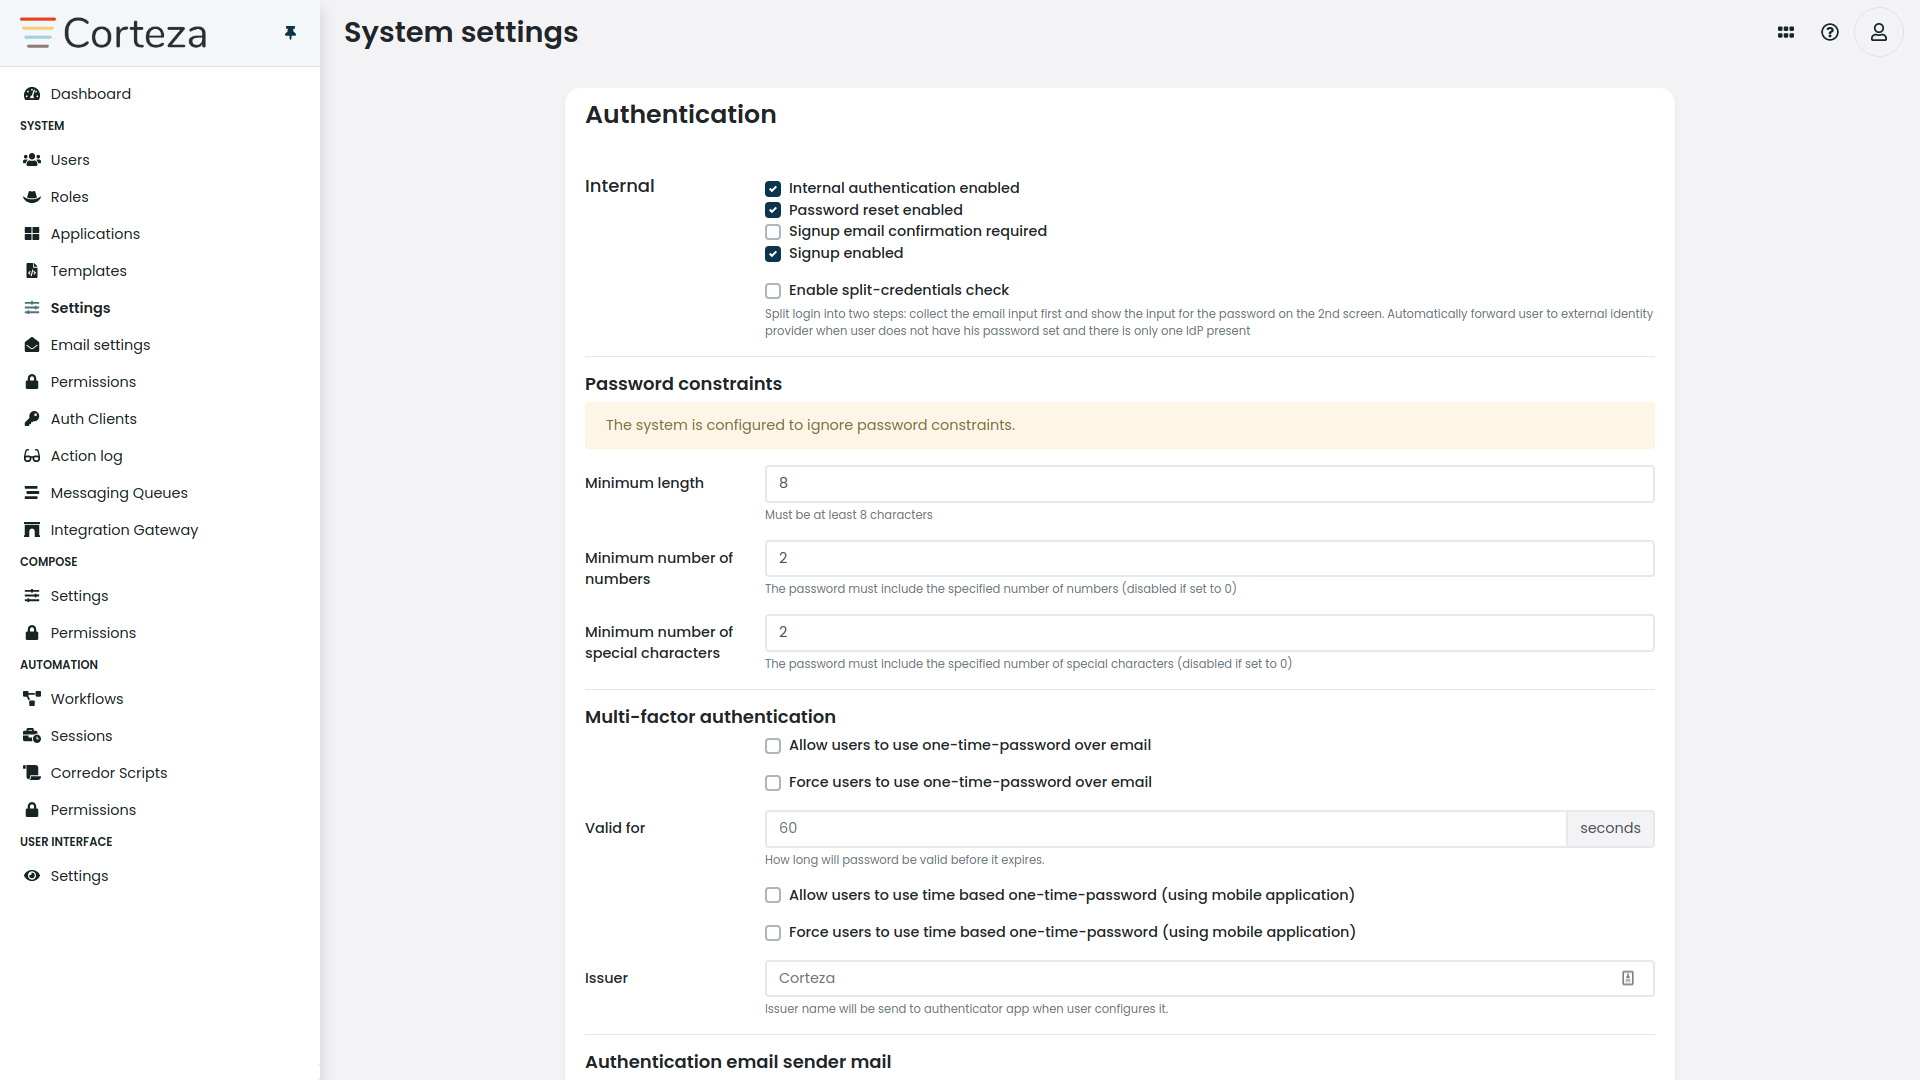 Corteza
System settings
Dashboard
SYSTEM
Users
Roles
Applications
Templates
Settings
Email settings
Permissions
Auth Clients
Action log
Messaging Queues
Integration Gateway
COMPOSE
Settings
Permissions
AUTOMATION
Workflows
Sessions
Corredor Scripts
Permissions
USER INTERFACE
Settings
Authentication
Internal
Internal authentication enabled
Password reset enabled
Signup email confirmation required
Signup enabled
Enable split-credentials check
Split login into two steps: collect the email input first and show the input for the password on the 2nd screen. Automatically forward user to external identity
provider when user does not have his password set and there is only one IdP present
Password constraints
The system is configured to ignore password constraints.
Minimum length
8
Must be at least 8 characters
Minimum number of
numbers
2
The password must include the specified number of numbers (disabled if set to 0)
Minimum number of
special characters
2
The password must include the specified number of special characters (disabled if set to 0)
Multi-factor authentication
Allow users to use one-time-password over email
Force users to use one-time-password over email
Valid for
60
seconds
How long will password be valid before it expires.
Allow users to use time based one-time-password (using mobile application)
Force users to use time based one-time-password (using mobile application)
Issuer
Corteza
Issuer name will be send to authenticator app when user configures it.
Authentication email sender mail